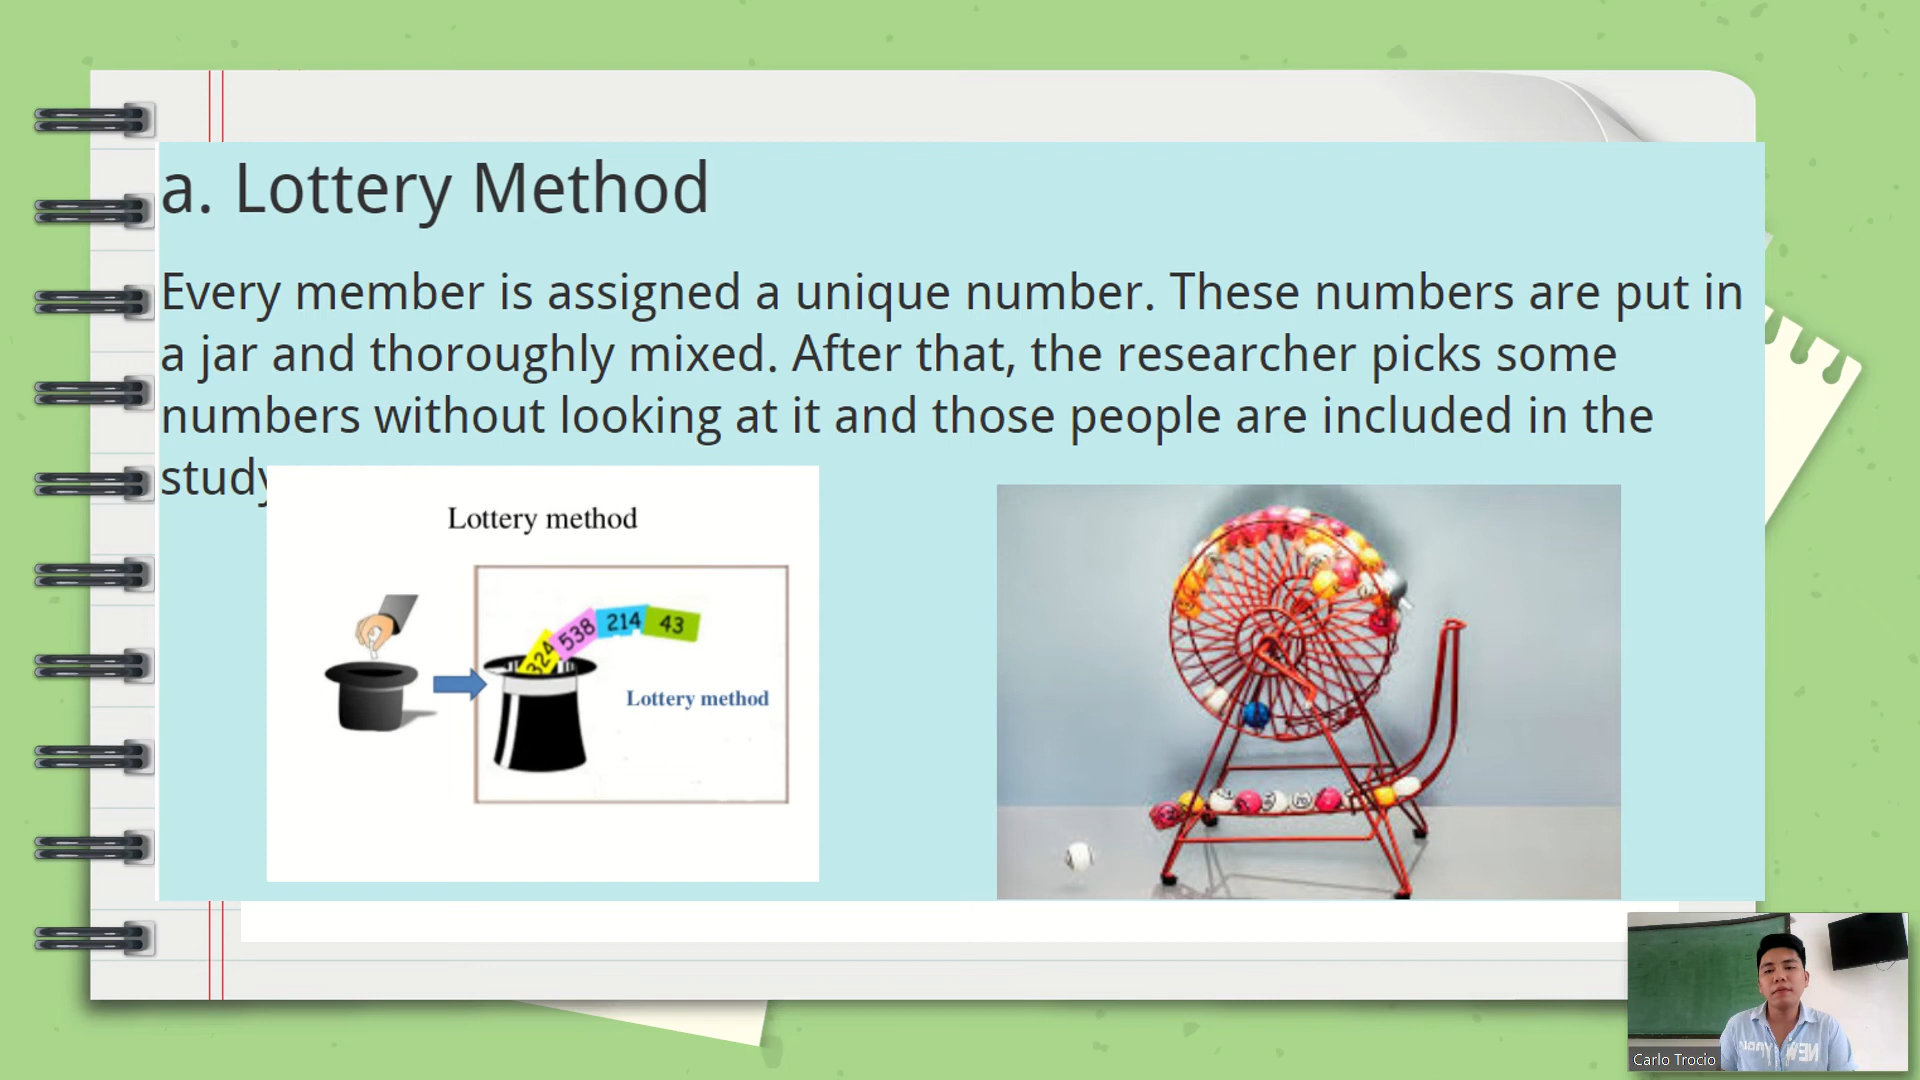 a. Lottery Method
Every member is assigned a unique number. These numbers are put in
a jar and thoroughly mixed. After that, the researcher picks some
numbers without looking at it and those people are included in the
study
Lottery method
324 538 214 43
Lottery method
Carlo Trocio